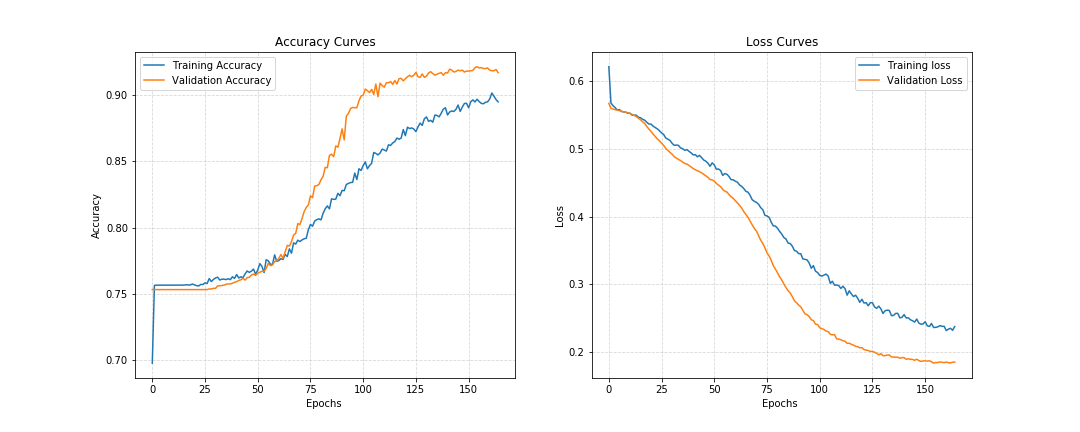 Accuracy Curves
Training Accuracy
Validation Accuracy
Accuracy
0.90
0.85
0.80
0.75
0.70
0 25 50 75 100 125 150
Epochs
Loss Curves
Training loss
Validation Loss
Loss
0.6
0.5
0.4
0.3
0.2
0 25 50 75 100 125 150
Epochs